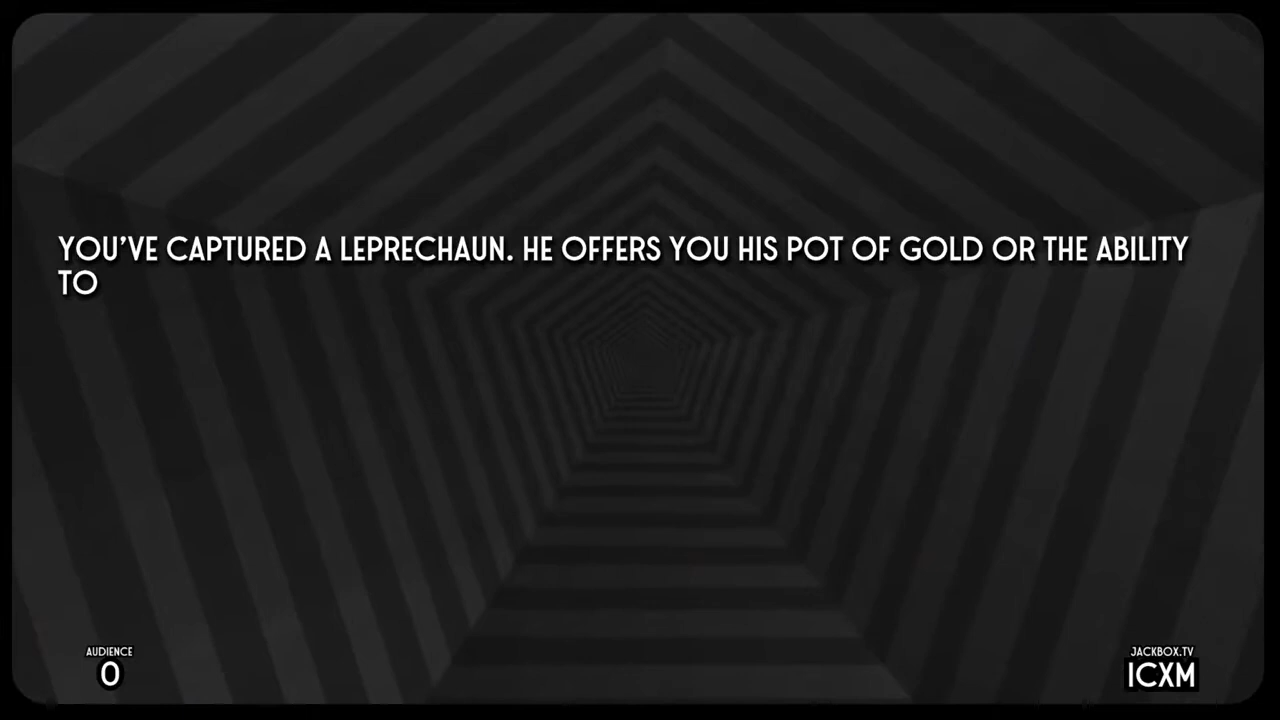 YOU'VE CAPTURED A LEPRECHAUN. HE OFFERS YOU HIS POT OF GOLD OR THE ABILITY
TO
AUDIENCE
0
JACKBOX.TV
ICXM